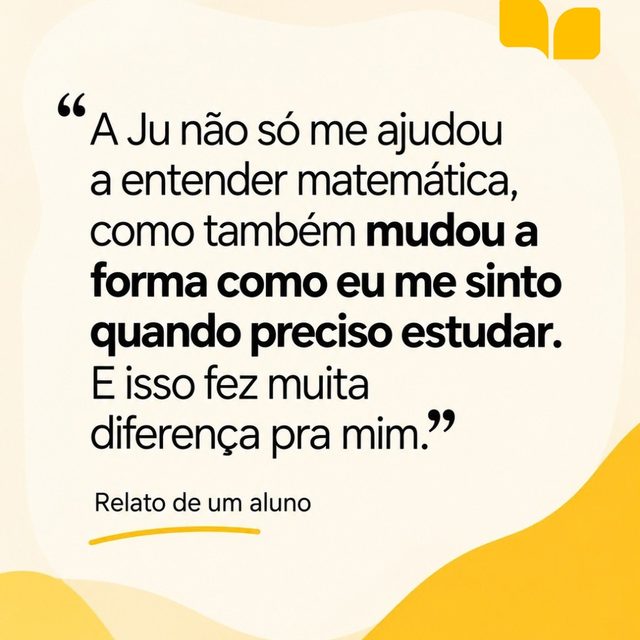 “A Ju não só me ajudou
a entender matemática,
como também mudou a
forma como eu me sinto
quando preciso estudar.
E isso fez muita
diferença pra mim.”
Relato de um aluno